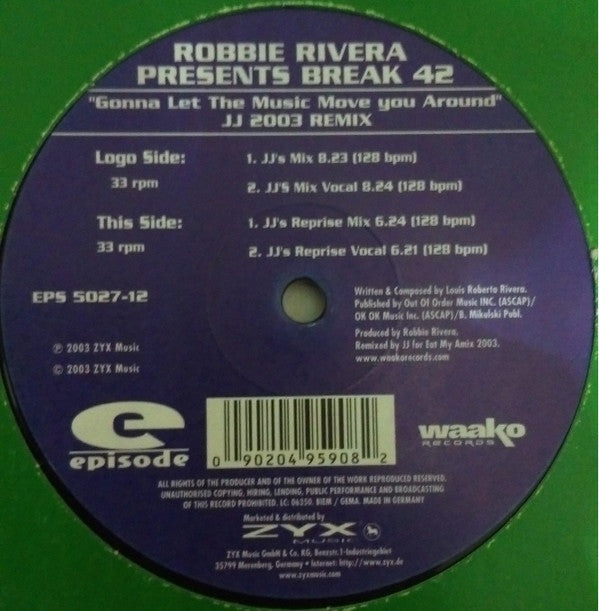 ROBBIE RIVERA
PRESENTS BREAK 42
"Gonna Let The Music Move you Around"
JJ 2003 REMIX
Logo Side:
33 rpm
1. JJ's Mix 8.23 (128 bpm)
2. JJ'S Mix Vocal 8.24 (128 bpm)
This Side:
33 rpm
1. JJ's Reprise Mix 6.24 (128 bpm)
2. JJ's Reprise Vocal 6.21 (128 bpm)
EPS 5027-12
Written & Composed by Louis Roberto Rivera.
Published by Out Of Order Music INC. (ASCAP)/
OK OK Music Inc. (ASCAP)/B. Mikulski Publ.
Produced by Robbie Rivera.
Remixed by JJ for Eat My Amix 2003.
www.waakorecords.com
℗ 2003 ZYX Music
© 2003 ZYX Music
e
episode
0 90204 95908 2
waako
RECORDS
ALL RIGHTS OF THE PRODUCER AND OF THE OWNER OF THE WORK REPRODUCED RESERVED.
UNAUTHORISED COPYING, HIRING, LENDING, PUBLIC PERFORMANCE AND BROADCASTING
OF THIS RECORD PROHIBITED. LC: 06350. BIEM / GEMA. MADE IN GERMANY
Marketed & distributed by
ZYX
MUSIC
ZYX Music GmbH & Co. KG, Benzstr.1-Industriegebiet
35799 Merenberg, Germany • Internet: http://www.zyx.de
www.zyxmusic.com